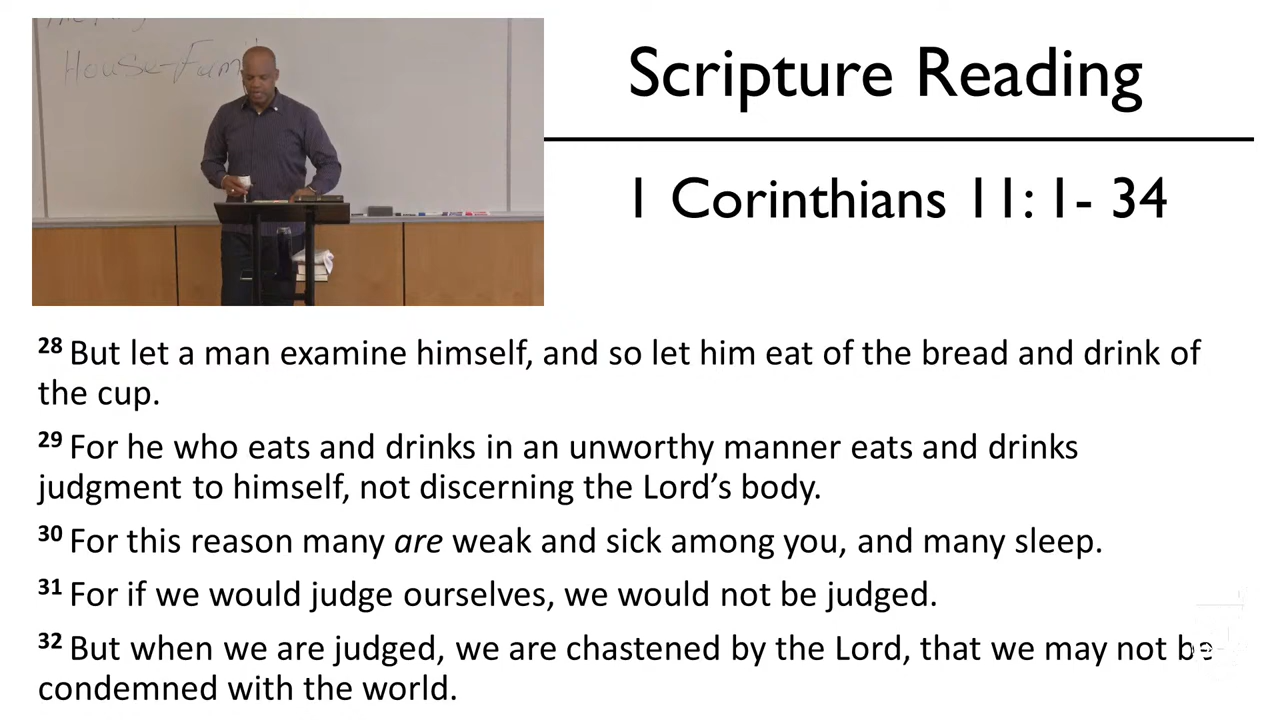 House-Fam
Scripture Reading
1 Corinthians 11: 1- 34
28 But let a man examine himself, and so let him eat of the bread and drink of
the cup.
29 For he who eats and drinks in an unworthy manner eats and drinks
judgment to himself, not discerning the Lord’s body.
30 For this reason many are weak and sick among you, and many sleep.
31 For if we would judge ourselves, we would not be judged.
32 But when we are judged, we are chastened by the Lord, that we may not be
condemned with the world.